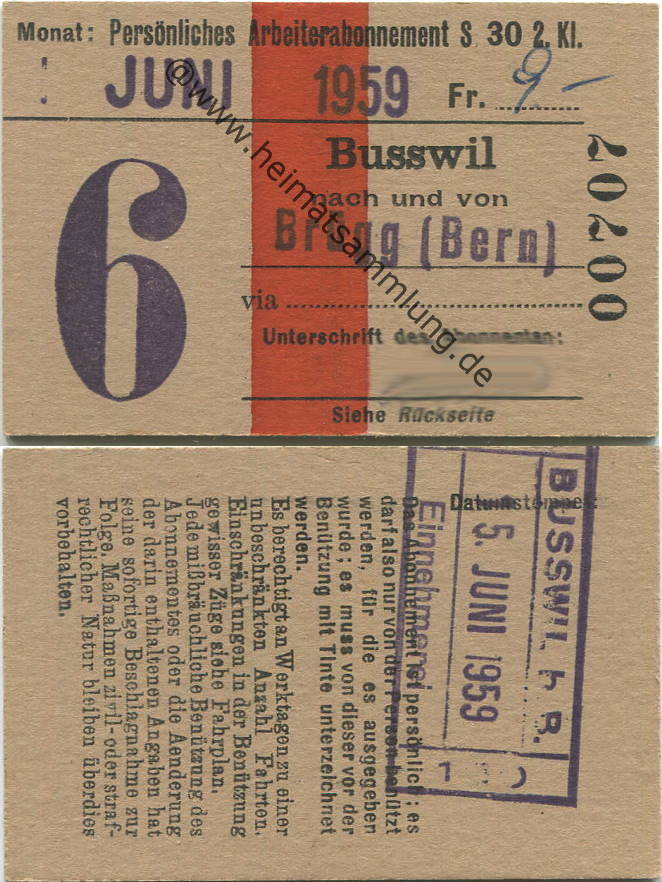 Monat: Persönliches Arbeiterabonnement S 30 2. Kl.
JUNI 1959 Fr. 9.-
6
Busswil
nach und von
Brügg (Bern)
via
Unterschrift des Abonnenten:
Siehe Rückseite
00707
@www.heimatsammlung.de
Datumstempel:
BUSSWIL b B.
5. JUNI 1959
Einnehmerei
Das Abonnement ist persönlich; es
darf also nur von der Person benützt
werden, für die es ausgegeben
wurde; es muss von dieser vor der
Benützung mit Tinte unterzeichnet
werden.
Es berechtigt an Werktagen zu einer
unbeschränkten Anzahl Fahrten.
Einschränkungen in der Benützung
gewisser Züge siehe Fahrplan.
Jede mißbräuchliche Benützung des
Abonnementes oder die Aenderung
der darin enthaltenen Angaben hat
seine sofortige Beschlagnahme zur
Folge. Maßnahmen zivil- oder straf-
rechtlicher Natur bleiben überdies
vorbehalten.